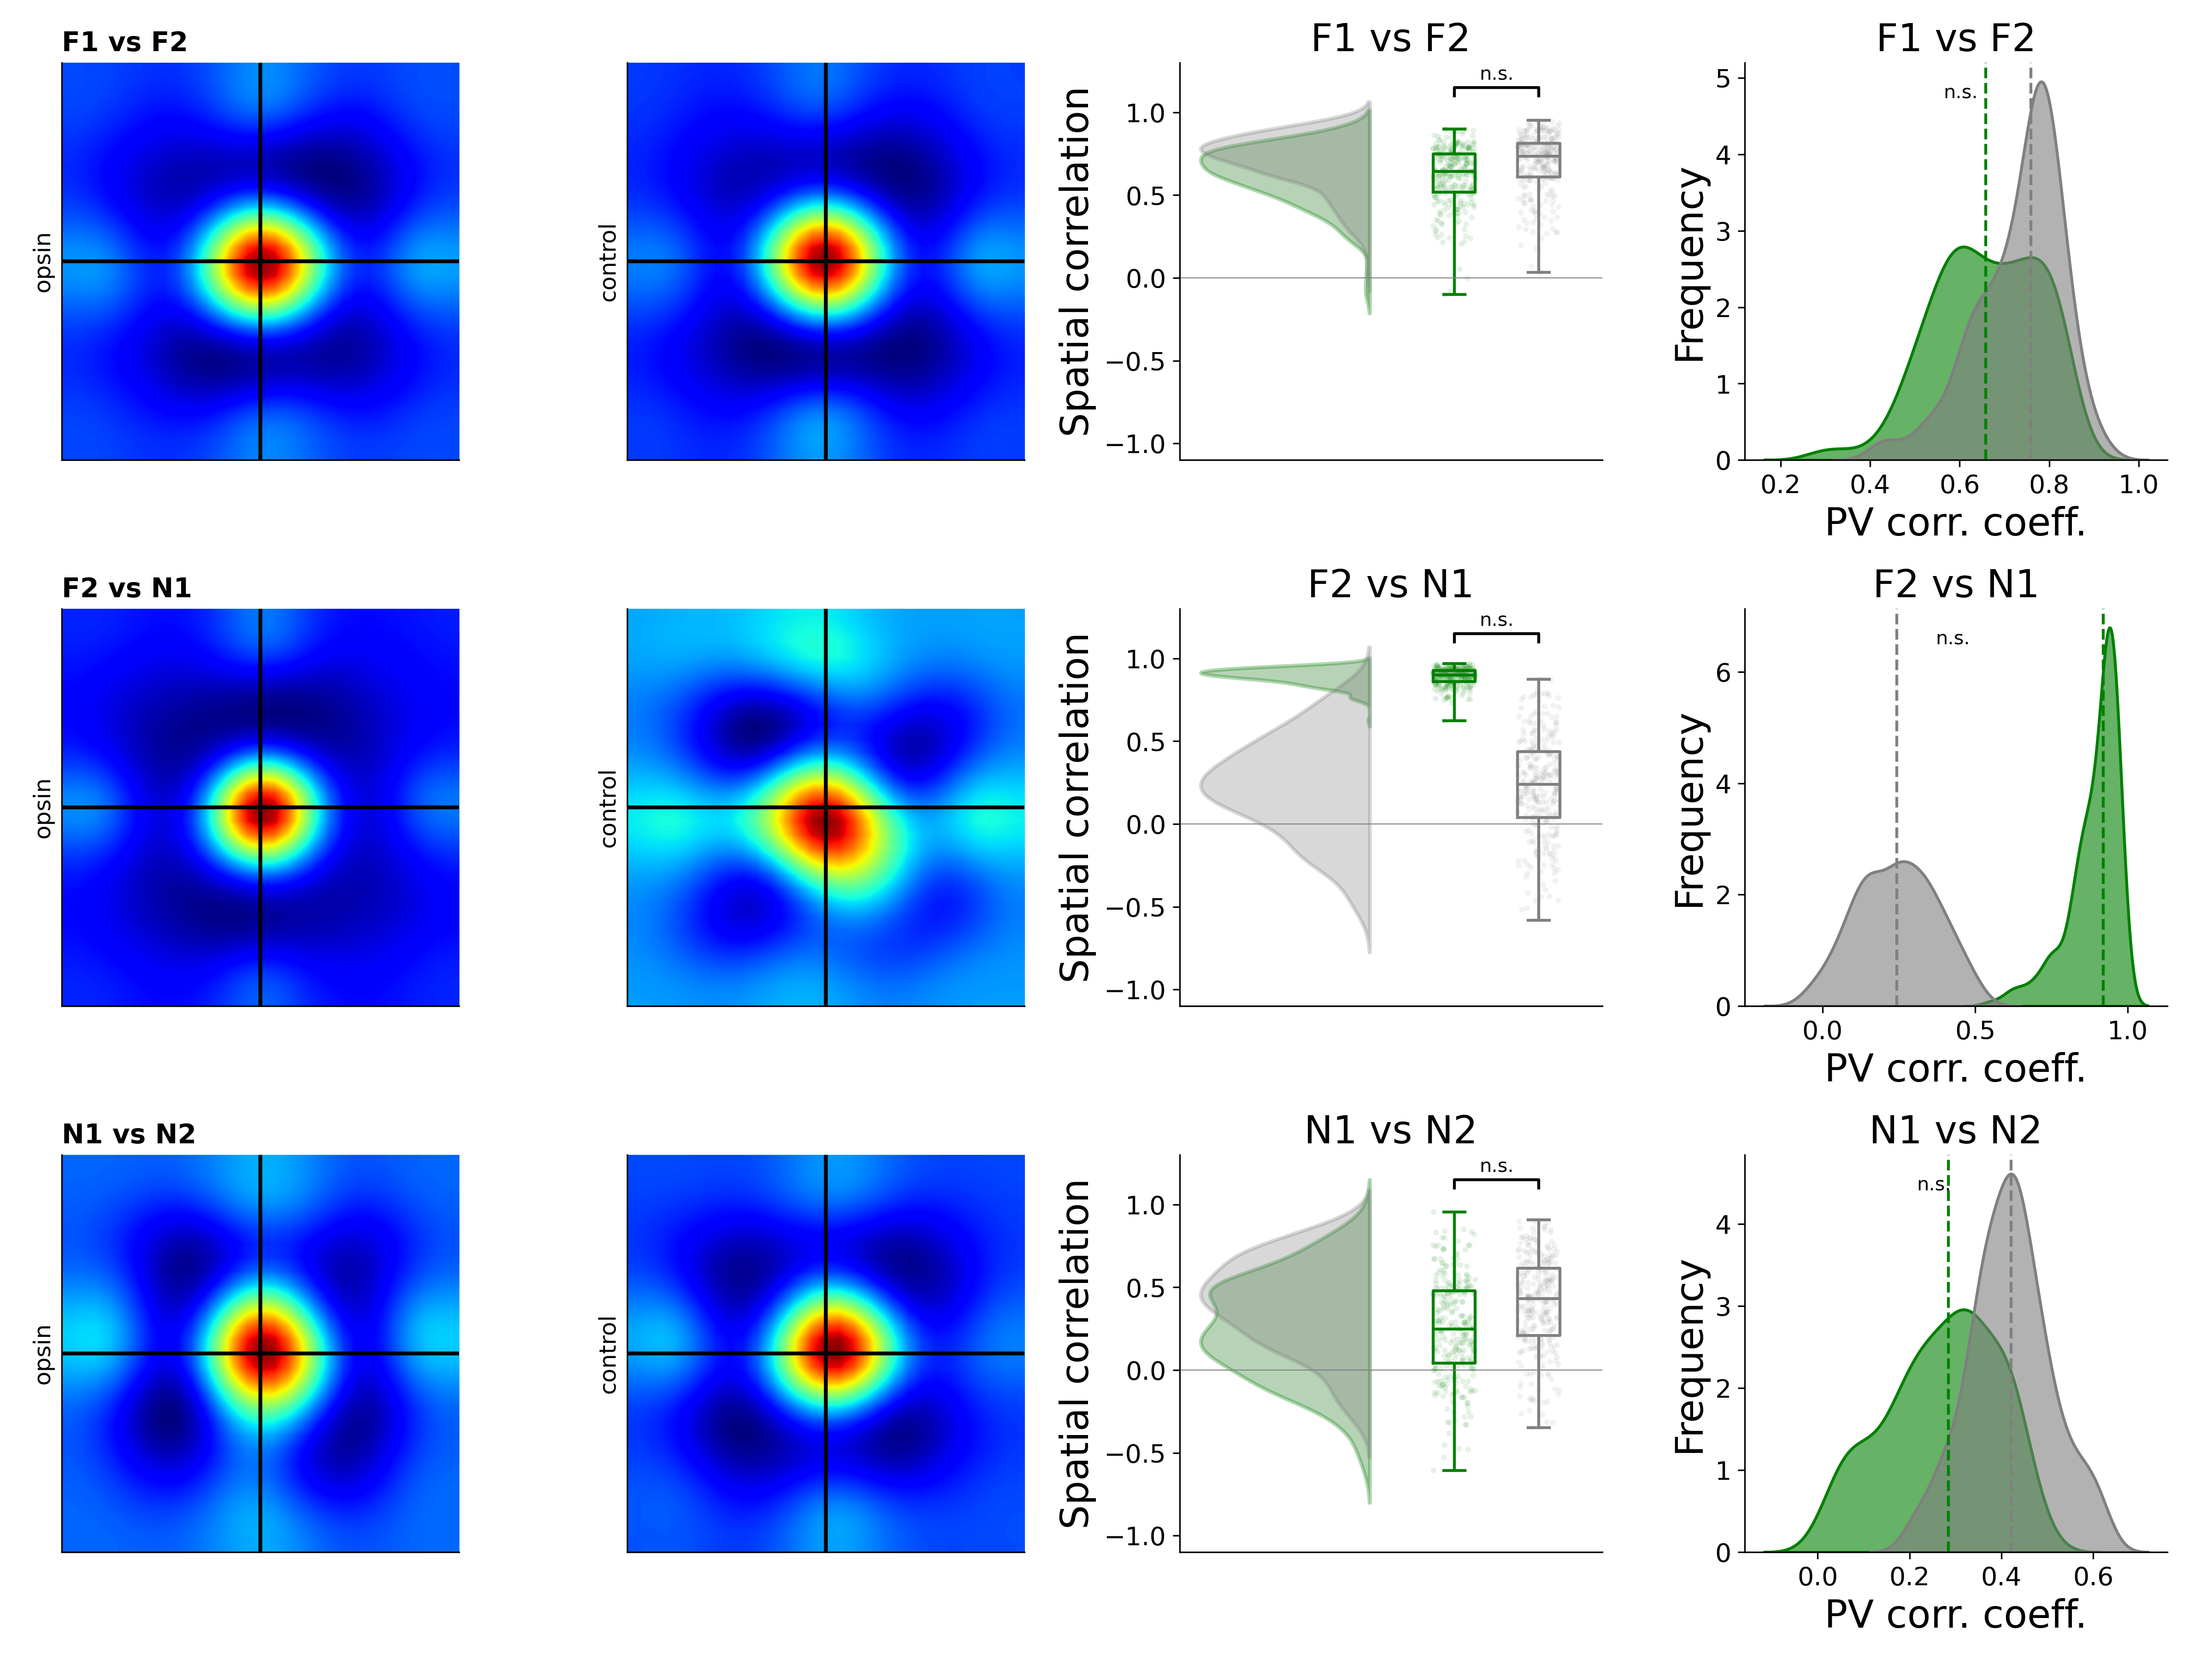 F1 vs F2
opsin
control
F1 vs F2
Spatial correlation
1.0
0.5
0.0
−0.5
−1.0
n.s.
F1 vs F2
Frequency
5
4
3
2
1
0
n.s.
0.2 0.4 0.6 0.8 1.0
PV corr. coeff.
F2 vs N1
opsin
control
F2 vs N1
Spatial correlation
1.0
0.5
0.0
−0.5
−1.0
n.s.
F2 vs N1
Frequency
6
4
2
0
n.s.
0.0 0.5 1.0
PV corr. coeff.
N1 vs N2
opsin
control
N1 vs N2
Spatial correlation
1.0
0.5
0.0
−0.5
−1.0
n.s.
N1 vs N2
Frequency
4
3
2
1
0
n.s.
0.0 0.2 0.4 0.6
PV corr. coeff.